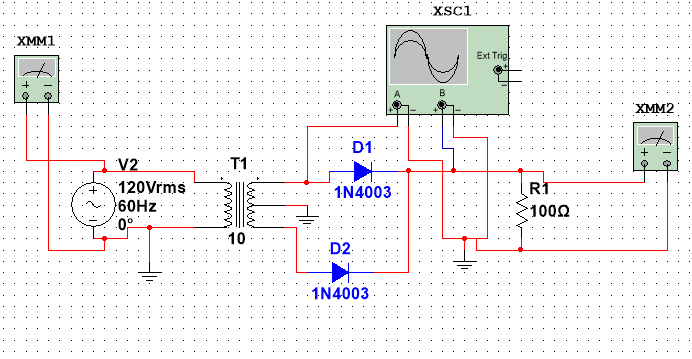 XSC1
XMM1
Ext Trig
+
−
A
B
+ −
+ −
+ −
XMM2
+ −
V2
120Vrms
60Hz
0°
T1
10
D1
1N4003
R1
100Ω
D2
1N4003